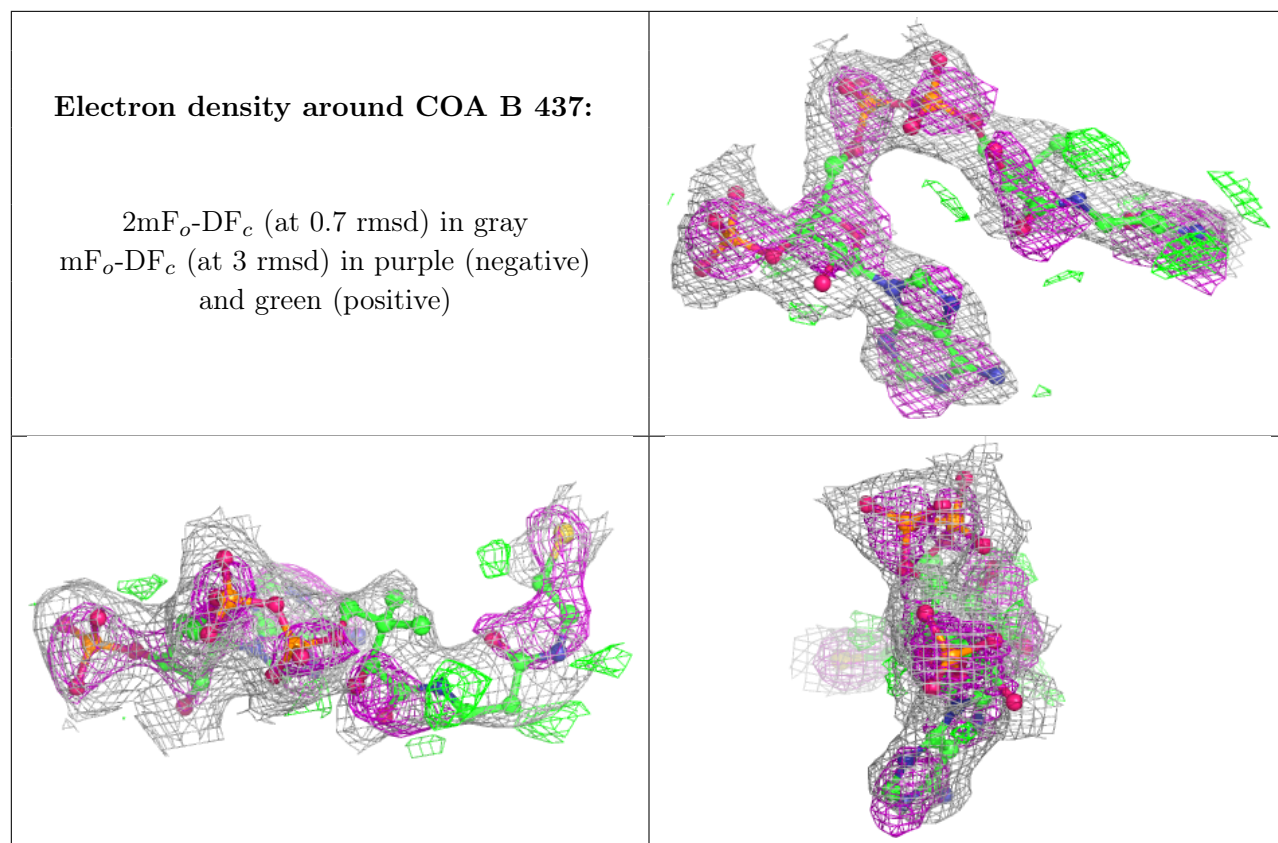 Electron density around COA B 437:
2mFo-DFc (at 0.7 rmsd) in gray
mFo-DFc (at 3 rmsd) in purple (negative)
and green (positive)